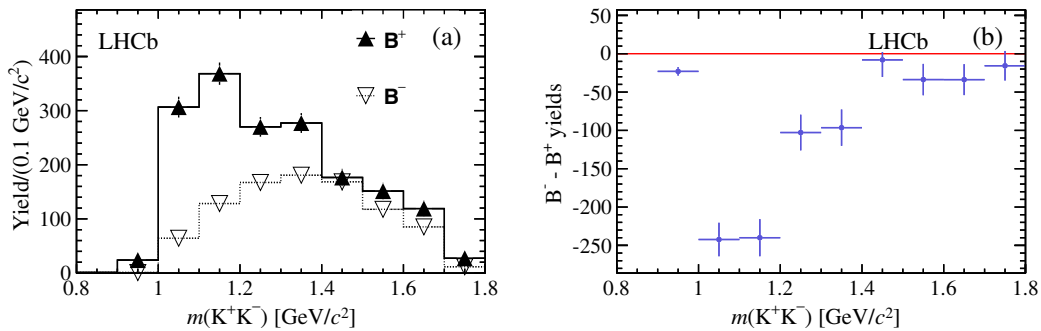 LHCb
B⁺
(a)
B⁻
Yield/(0.1 GeV/c²)
400
300
200
100
0
0.8 1 1.2 1.4 1.6 1.8
m(K⁺K⁻) [GeV/c²]
LHCb
(b)
B⁻ - B⁺ yields
50
0
-50
-100
-150
-200
-250
0.8 1 1.2 1.4 1.6 1.8
m(K⁺K⁻) [GeV/c²]